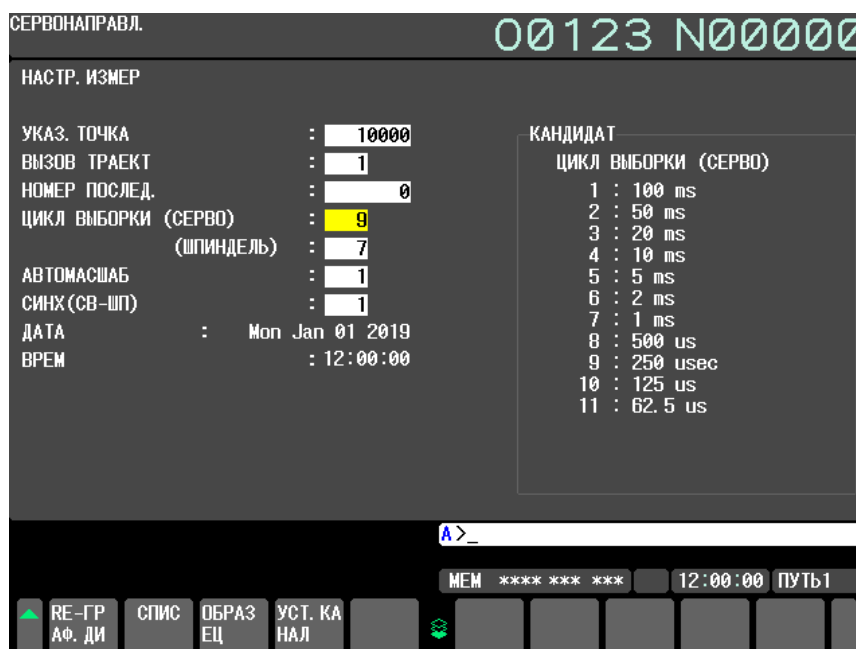 СЕРВОНАПРАВЛ.
O0123 N00000
НАСТР. ИЗМЕР
УКАЗ. ТОЧКА : 10000
ВЫЗОВ ТРАЕКТ : 1
НОМЕР ПОСЛЕД. : 0
ЦИКЛ ВЫБОРКИ (СЕРВО) : 9
(ШПИНДЕЛЬ) : 7
АВТОМАСШАБ : 1
СИНХ(СВ-ШП) : 1
ДАТА : Mon Jan 01 2019
ВРЕМ : 12:00:00
КАНДИДАТ
ЦИКЛ ВЫБОРКИ (СЕРВО)
1 : 100 ms
2 : 50 ms
3 : 20 ms
4 : 10 ms
5 : 5 ms
6 : 2 ms
7 : 1 ms
8 : 500 us
9 : 250 usec
10 : 125 us
11 : 62.5 us
A>_
MEM **** *** *** 12:00:00 ПУТЬ1
RE-ГР
АФ. ДИ
СПИС
ОБРАЗ
ЕЦ
УСТ. КА
НАЛ